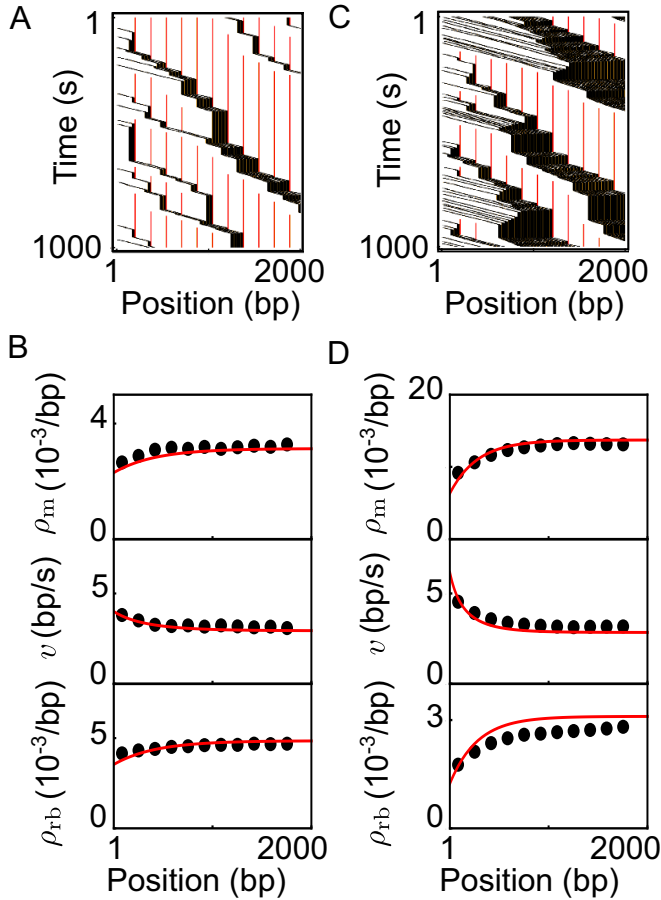 A
1
Time (s)
1000
1
2000
Position (bp)
C
1
Time (s)
1000
1
2000
Position (bp)
B
4
0
ρm (10⁻³/bp)
5
0
v (bp/s)
5
0
ρrb (10⁻³/bp)
1
2000
Position (bp)
D
20
0
ρm (10⁻³/bp)
5
0
v (bp/s)
3
0
ρrb (10⁻³/bp)
1
2000
Position (bp)